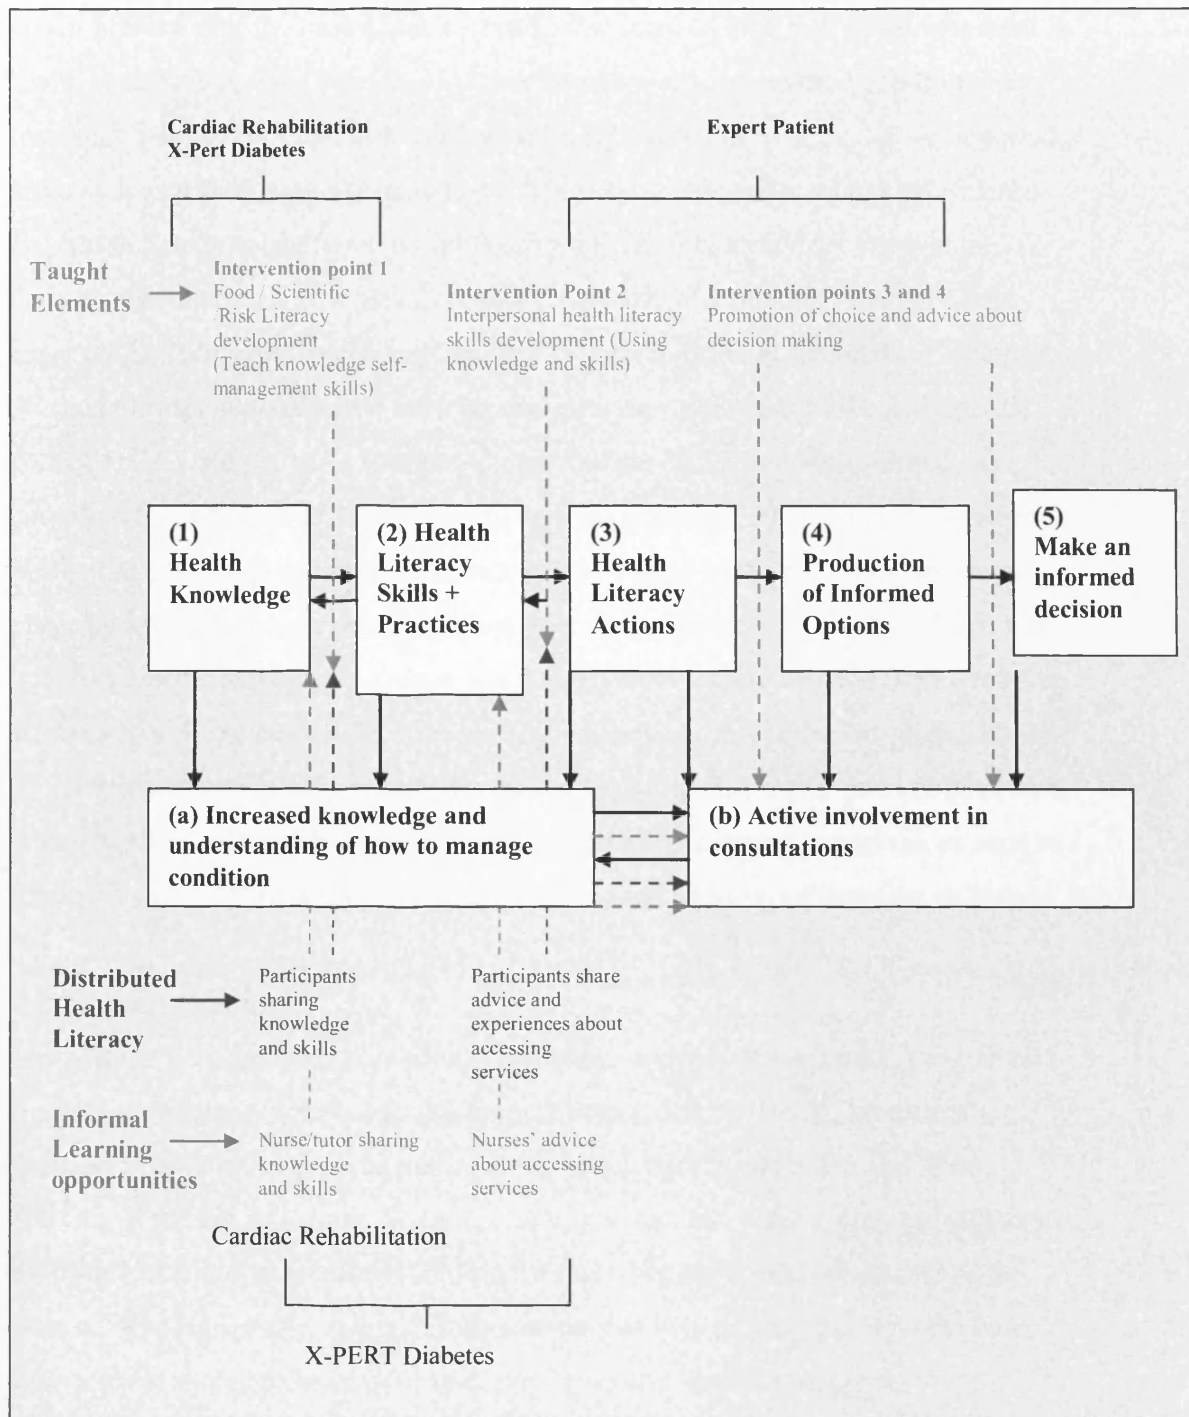 Cardiac Rehabilitation
X-Pert Diabetes
Expert Patient
Taught
Elements
Intervention point 1
Food / Scientific
/Risk Literacy
development
(Teach knowledge self-
management skills)
Intervention Point 2
Interpersonal health literacy
skills development (Using
knowledge and skills)
Intervention points 3 and 4
Promotion of choice and advice about
decision making
(1)
Health
Knowledge
(2) Health
Literacy
Skills +
Practices
(3)
Health
Literacy
Actions
(4)
Production
of Informed
Options
(5)
Make an
informed
decision
(a) Increased knowledge and
understanding of how to manage
condition
(b) Active involvement in
consultations
Distributed
Health
Literacy
Participants
sharing
knowledge
and skills
Participants share
advice and
experiences about
accessing
services
Informal
Learning
opportunities
Nurse/tutor sharing
knowledge
and skills
Nurses' advice
about accessing
services
Cardiac Rehabilitation
X-PERT Diabetes